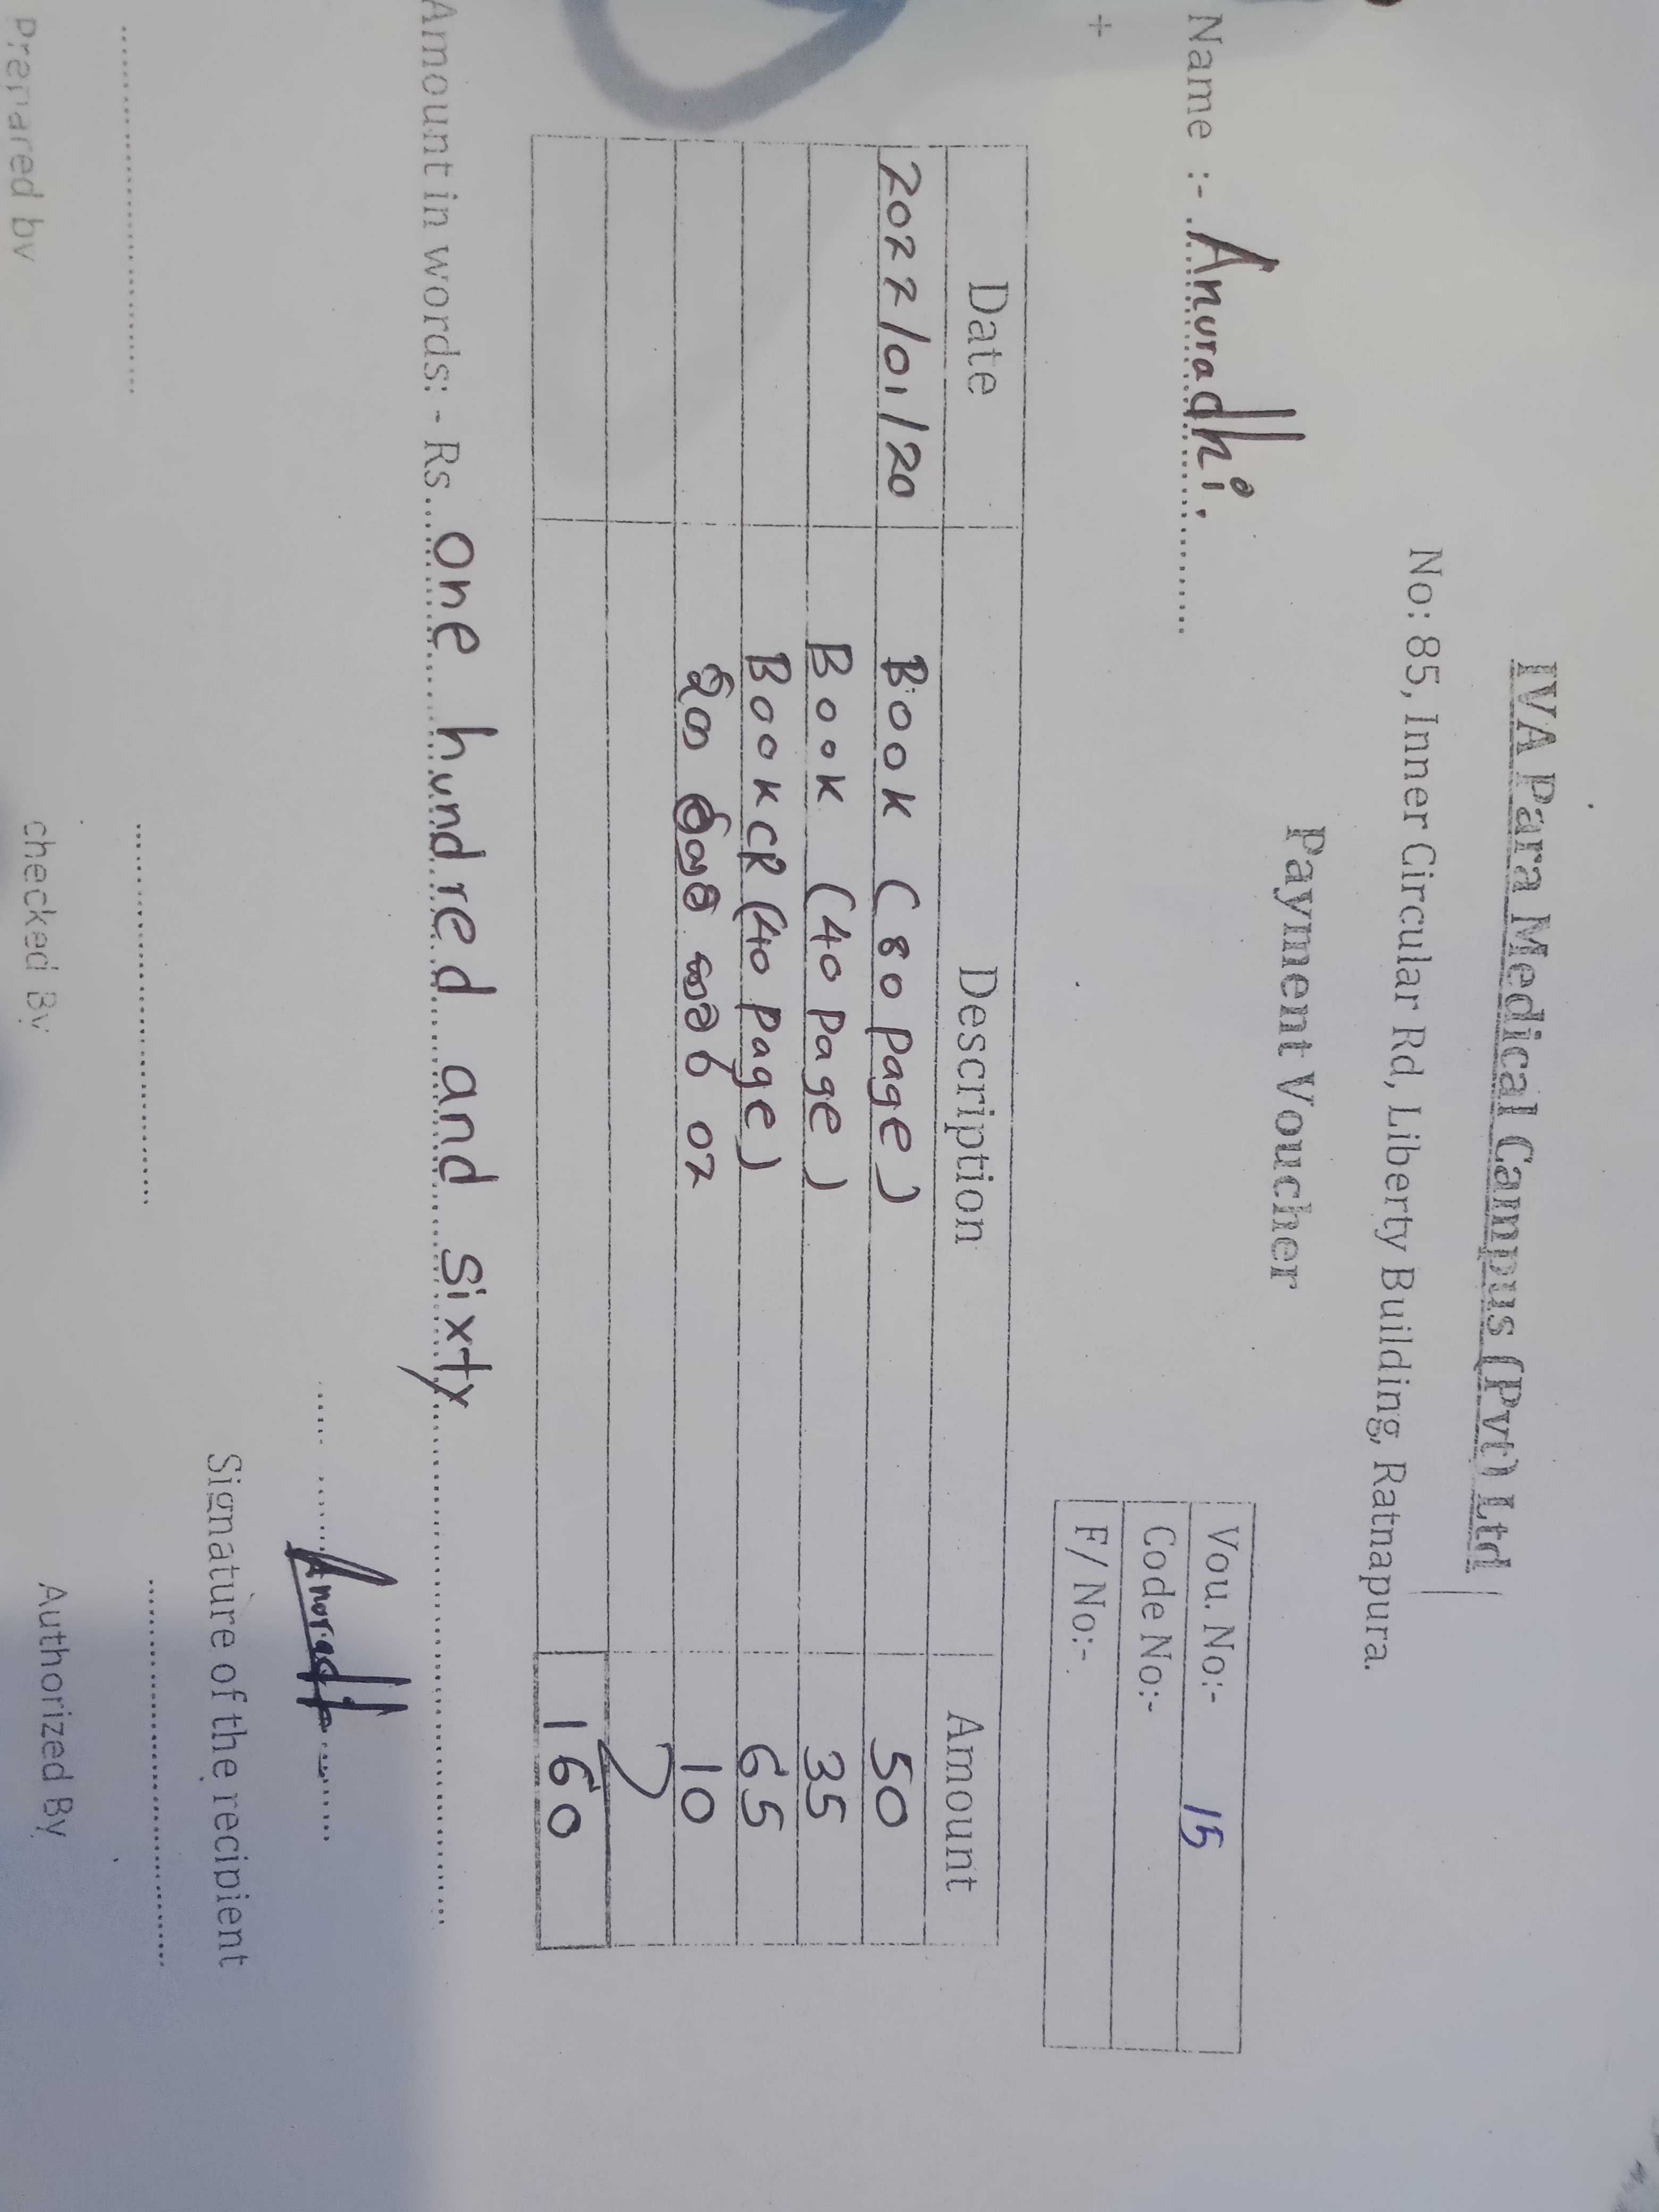 IVA Para Medical Campus (Pvt) Ltd
No: 85, Inner Circular Rd, Liberty Building, Ratnapura.
Payment Voucher
Vou. No:- 15
Code No:-
F/ No:-
Name :- Anuradhi.
+
Date Description Amount
2022/01/20 Book (80 page) 50
Book (40 page) 35
Book CR (40 page) 65
කවර 02 10
160
Amount in words: - Rs. One hundred and sixty
Anuradhi
Signature of the recipient
Prepared by checked By Authorized By